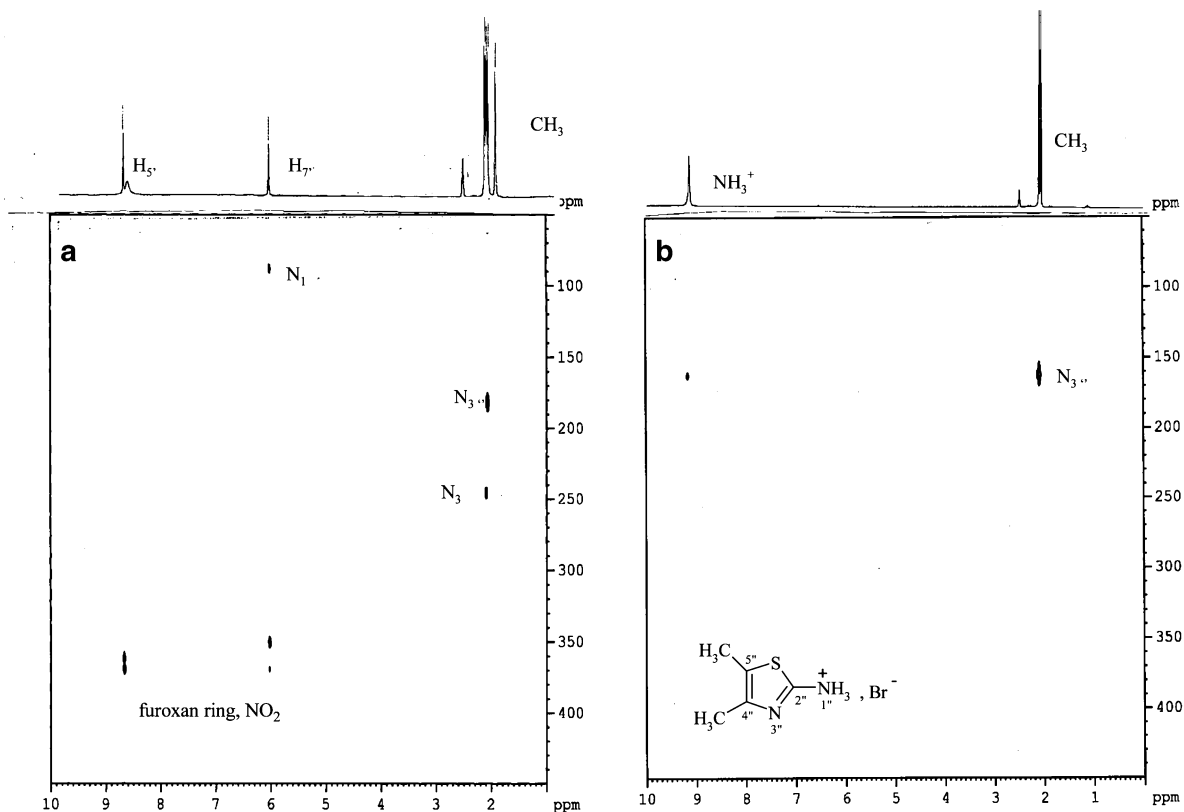 CH3
H5'
H7'
ppm
a
N1
100
150
N3''
200
N3
250
300
350
furoxan ring, NO2
400
10 9 8 7 6 5 4 3 2 ppm
CH3
NH3+
ppm
b
100
150
N3''
200
250
300
350
H3C 5'' S
+
2'' NH3 , Br-
1''
H3C 4'' N
3''
400
10 9 8 7 6 5 4 3 2 1 ppm